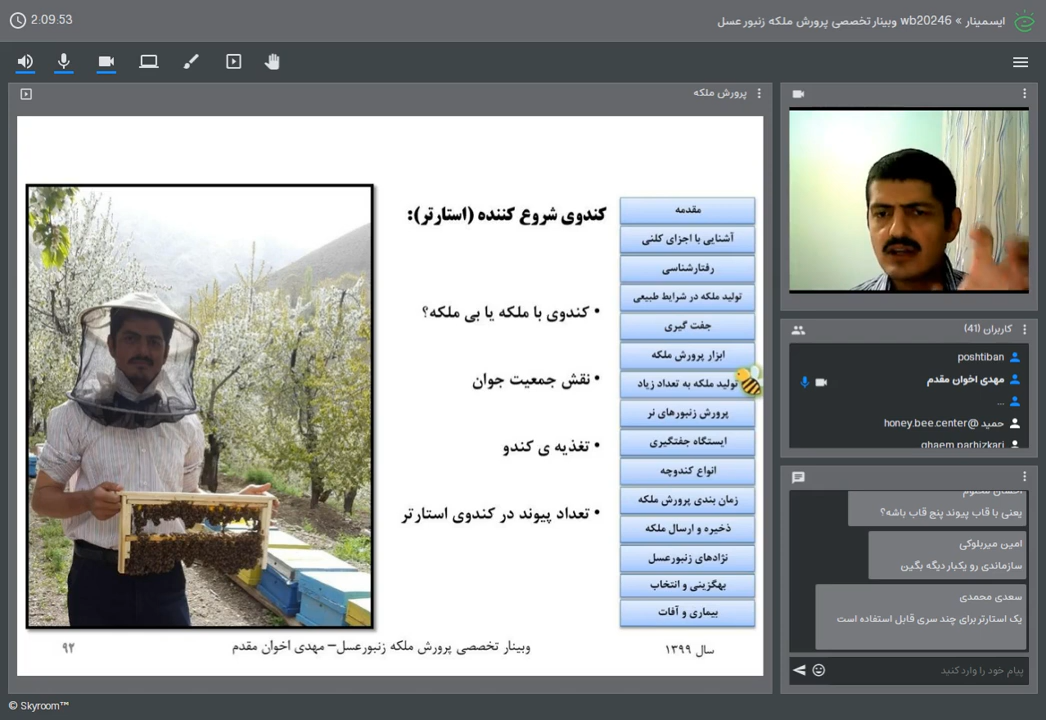 2.09.53
ایسمینار » wb20246 وبینار تخصصی پرورش ملکه زنبور عسل
پرورش ملکه
کندوی شروع کننده (استارتر):
• کندوی با ملکه یا بی ملکه؟
• نقش جمعیت جوان
• تغذیه ی کندو
• تعداد پیوند در کندوی استارتر
مقدمه
آشنایی با اجزای کلنی
رفتارشناسی
تولید ملکه در شرایط طبیعی
جفت گیری
ابزار پرورش ملکه
تولید ملکه به تعداد زیاد
پرورش زنبورهای نر
ایستگاه جفتگیری
انواع کندوچه
زمان بندی پرورش ملکه
ذخیره و ارسال ملکه
نژادهای زنبورعسل
بهگزینی و انتخاب
بیماری و آفات
سال ۱۳۹۹
وبینار تخصصی پرورش ملکه زنبورعسل– مهدی اخوان مقدم
۹۲
کاربران (41)
poshtiban
مهدی اخوان مقدم
...
حمید @honey.bee.center
ghaem parhizkari
یعنی با قاب پیوند پنج قاب باشه؟
امین میربلوکی
سازماندی رو یکبار دیگه بگین
سعدی محمدی
یک استارتر برای چند سری قابل استفاده است
پیام خود را وارد کنید
© Skyroom™